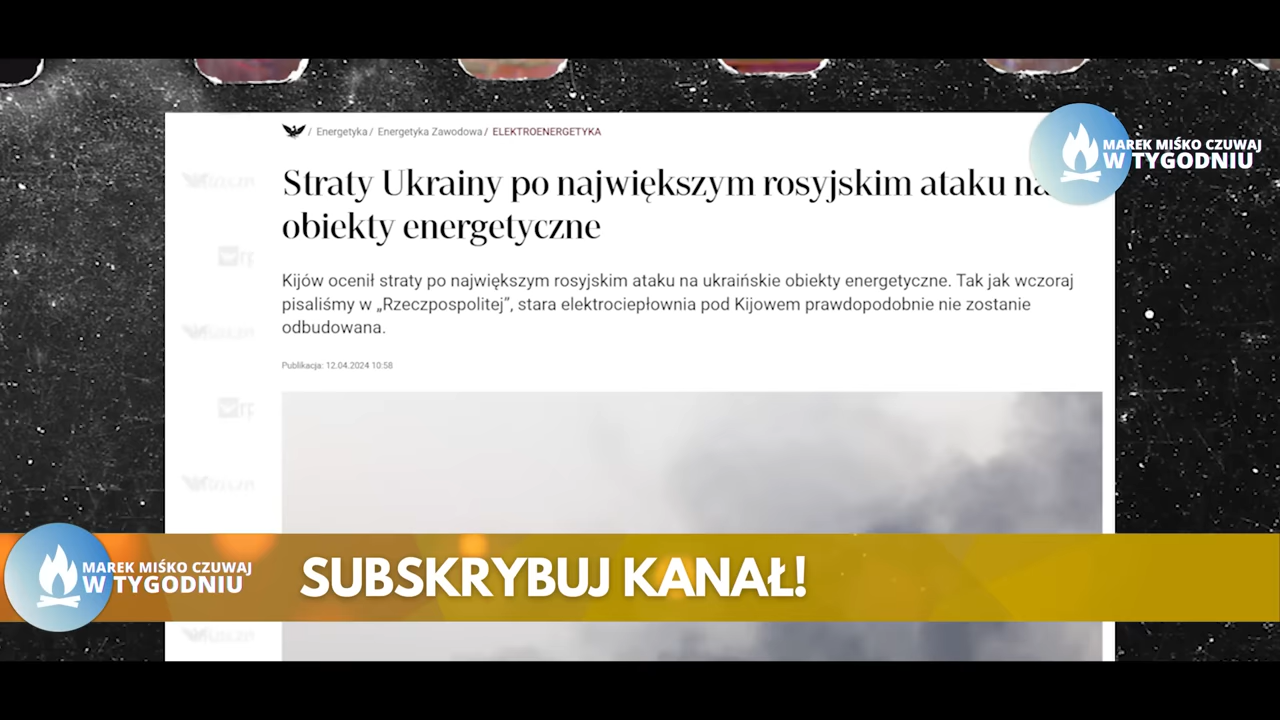 / Energetyka / Energetyka Zawodowa / ELEKTROENERGETYKA
MAREK MIŚKO CZUWAJ
W TYGODNIU
Straty Ukrainy po największym rosyjskim ataku na
obiekty energetyczne
Kijów ocenił straty po największym rosyjskim ataku na ukraińskie obiekty energetyczne. Tak jak wczoraj
pisaliśmy w „Rzeczpospolitej”, stara elektrociepłownia pod Kijowem prawdopodobnie nie zostanie
odbudowana.
Publikacja: 12.04.2024 10:58
MAREK MIŚKO CZUWAJ
W TYGODNIU
SUBSKRYBUJ KANAŁ!